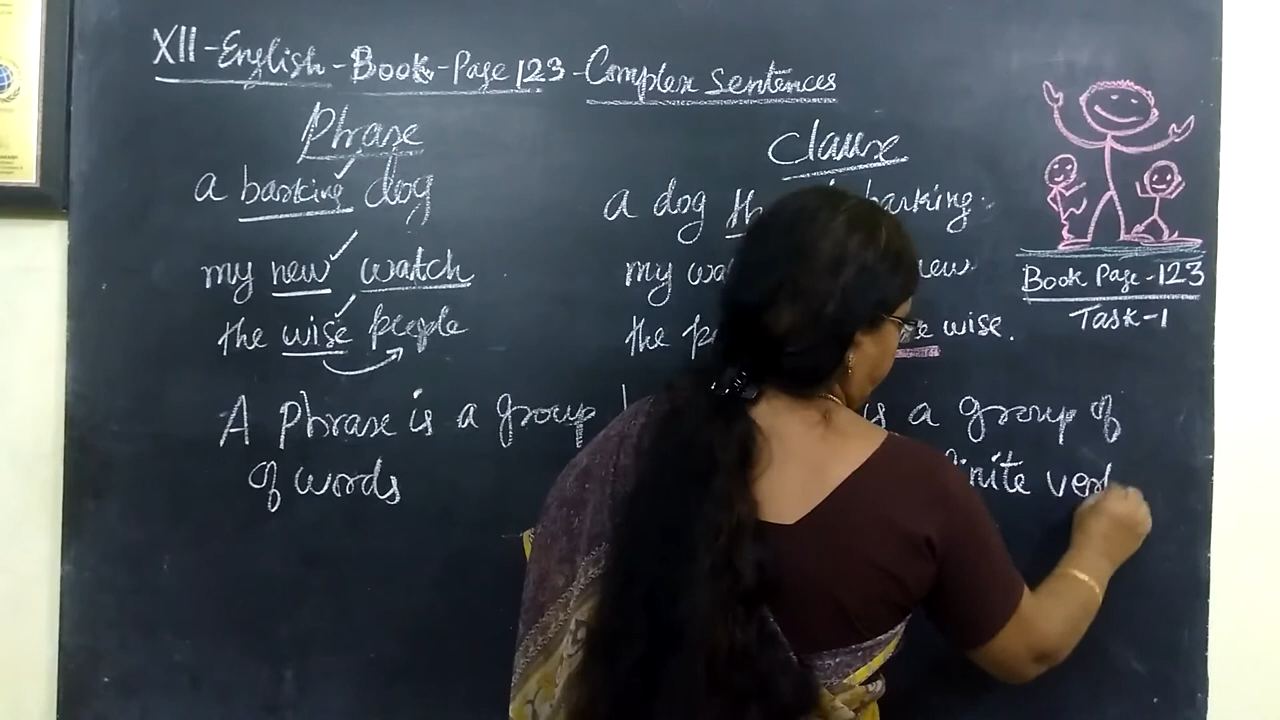 XII-English-Book-Page 123-Complex Sentences
Phrase
a barking dog
my new watch
the wise people
A Phrase is a group
of words
Clause
a dog barking.
my new.
the wise.
is a group of
finite verb
Book Page-123
Task-1